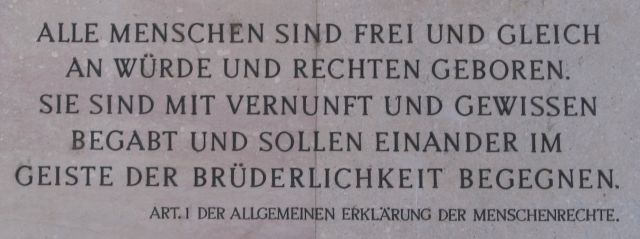 ALLE MENSCHEN SIND FREI UND GLEICH
AN WÜRDE UND RECHTEN GEBOREN.
SIE SIND MIT VERNUNFT UND GEWISSEN
BEGABT UND SOLLEN EINANDER IM
GEISTE DER BRÜDERLICHKEIT BEGEGNEN.
ART. 1 DER ALLGEMEINEN ERKLÄRUNG DER MENSCHENRECHTE.